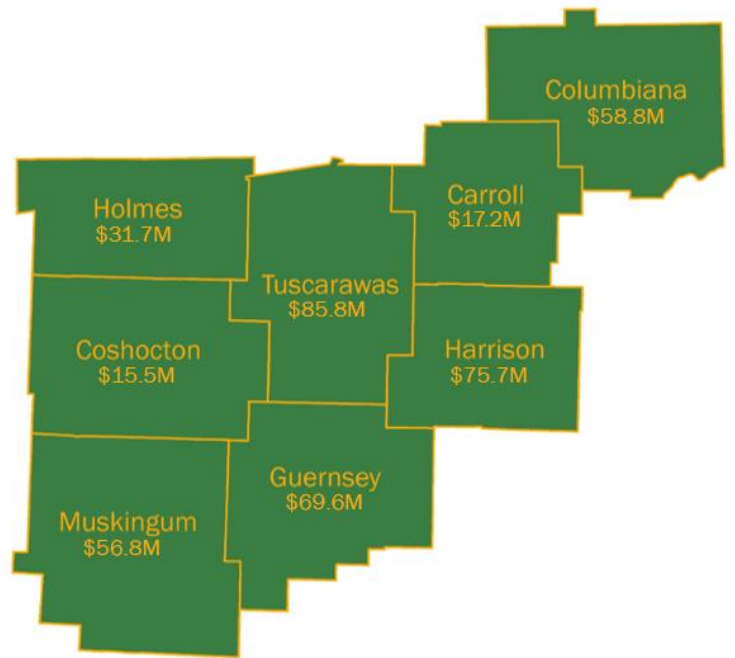 Columbiana
$58.8M
Carroll
$17.2M
Holmes
$31.7M
Tuscarawas
$85.8M
Coshocton
$15.5M
Harrison
$75.7M
Guernsey
$69.6M
Muskingum
$56.8M